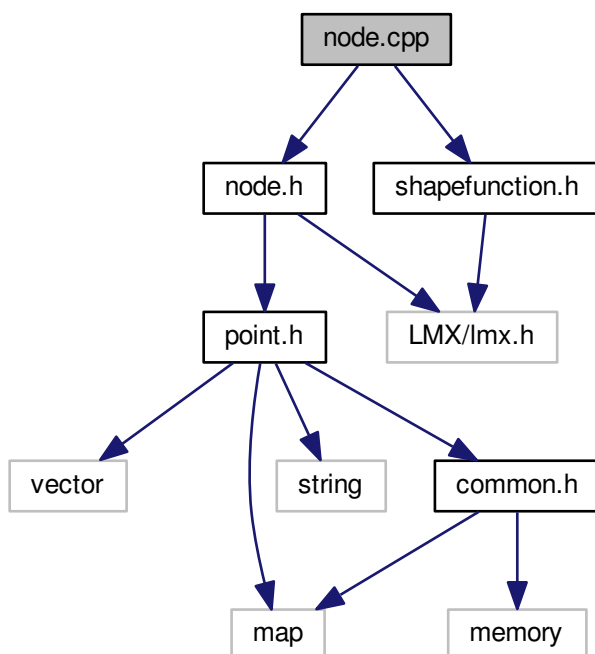 node.cpp
node.h
shapefunction.h
point.h
LMX/lmx.h
vector
string
common.h
map
memory